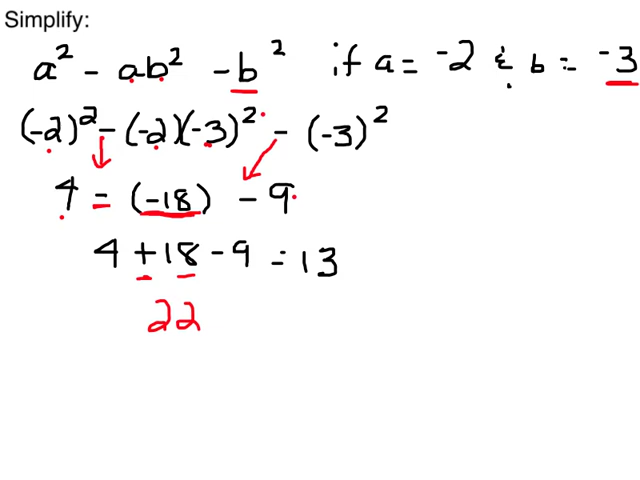 Simplify:
a² - ab² - b² if a = -2 & b = -3
(-2)² - (-2)(-3)² - (-3)²
4 = (-18) - 9
4 + 18 - 9 = 13
22